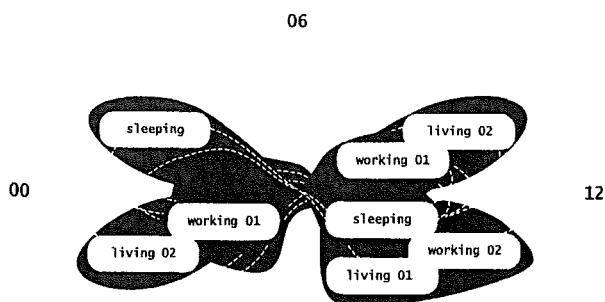 06
sleeping
living 02
working 01
00
12
working 01
sleeping
living 02
working 02
living 01